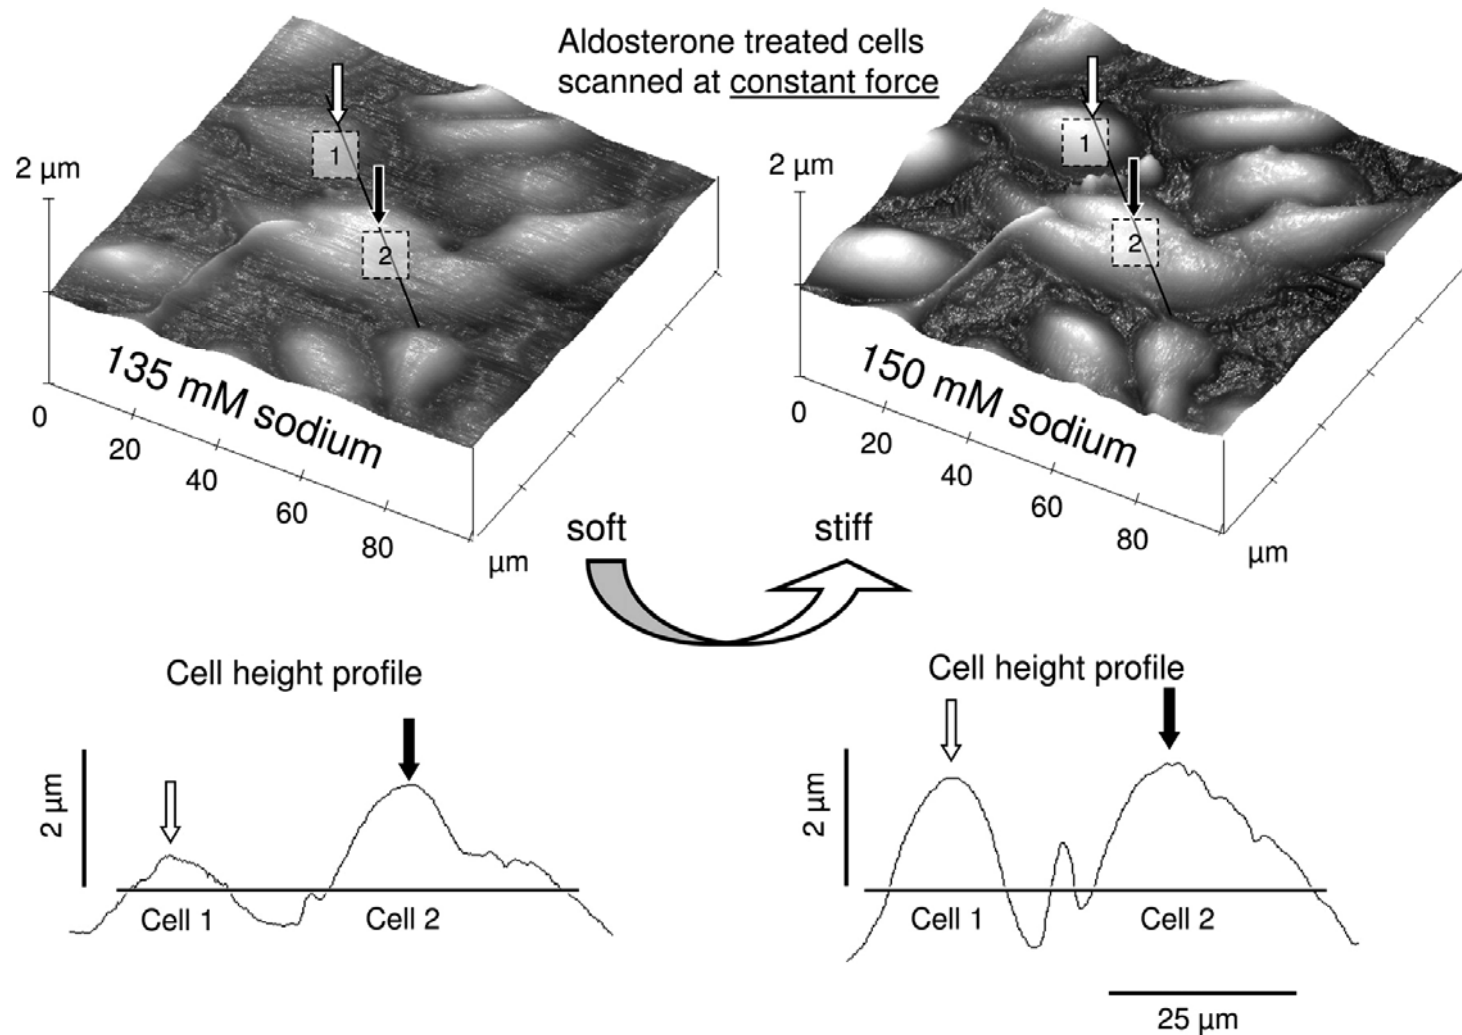 Aldosterone treated cells
scanned at constant force
2 µm
1
2
135 mM sodium
0
20
40
60
80
µm
2 µm
1
2
150 mM sodium
0
20
40
60
80
µm
soft
stiff
Cell height profile
2 µm
Cell 1
Cell 2
Cell height profile
2 µm
Cell 1
Cell 2
25 µm